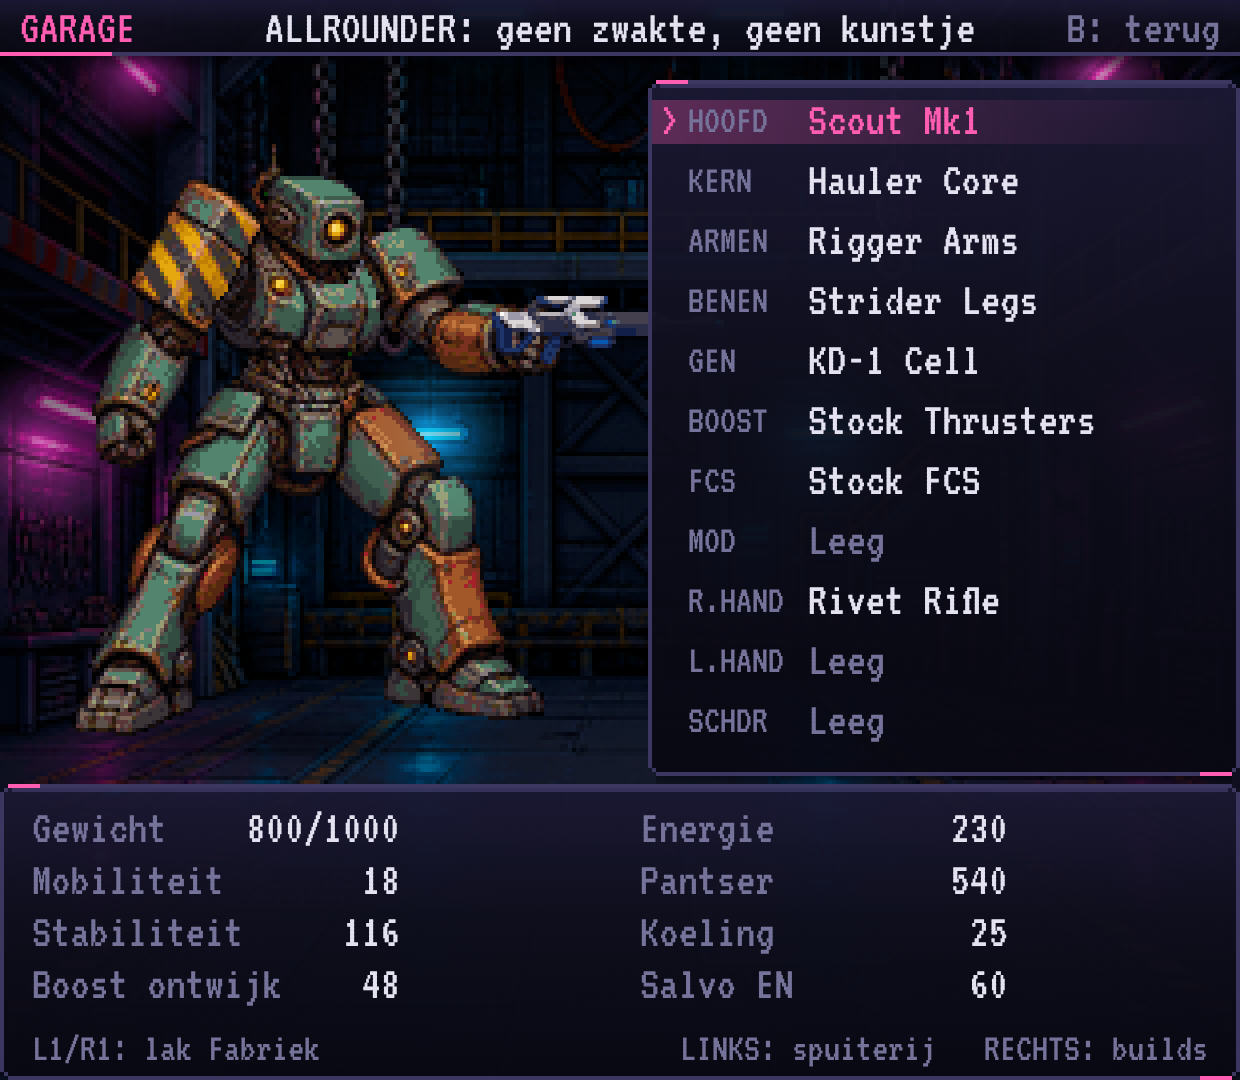 GARAGE ALLROUNDER: geen zwakte, geen kunstje B: terug
HOOFD Scout Mk1
KERN Hauler Core
ARMEN Rigger Arms
BENEN Strider Legs
GEN KD-1 Cell
BOOST Stock Thrusters
FCS Stock FCS
MOD Leeg
R.HAND Rivet Rifle
L.HAND Leeg
SCHDR Leeg
Gewicht 800/1000 Energie 230
Mobiliteit 18 Pantser 540
Stabiliteit 116 Koeling 25
Boost ontwijk 48 Salvo EN 60
L1/R1: lak Fabriek LINKS: spuiterij RECHTS: builds